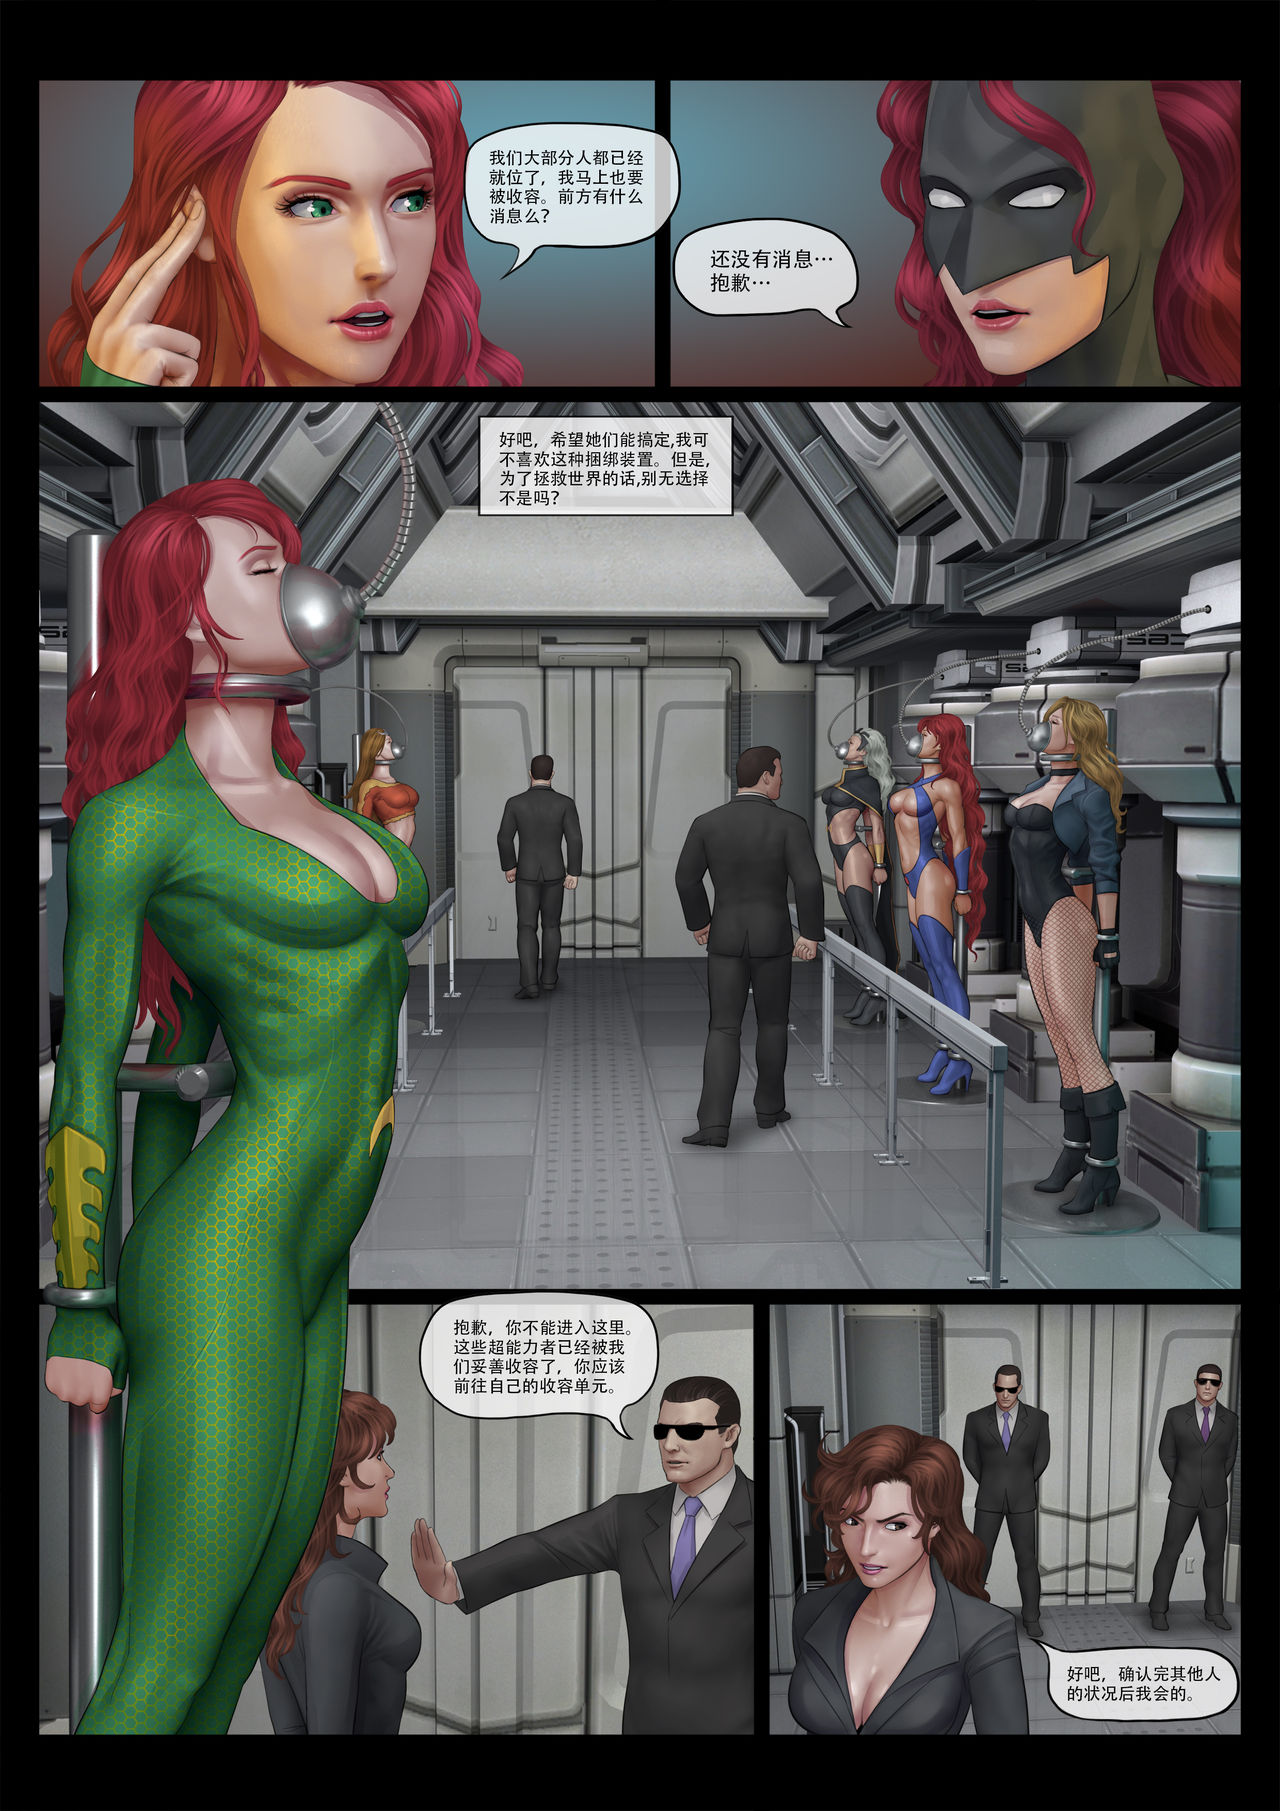 我们大部分人都已经
就位了，我马上也要
被收容。前方有什么
消息么？
还没有消息…
抱歉…
好吧，希望她们能搞定,我可
不喜欢这种捆绑装置。但是,
为了拯救世界的话,别无选择
不是吗？
抱歉，你不能进入这里。
这些超能力者已经被我
们妥善收容了，你应该
前往自己的收容单元。
好吧，确认完其他人
的状况后我会的。